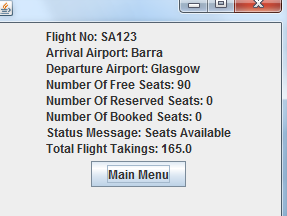 Flight No: SA123
Arrival Airport: Barra
Departure Airport: Glasgow
Number Of Free Seats: 90
Number Of Reserved Seats: 0
Number Of Booked Seats: 0
Status Message: Seats Available
Total Flight Takings: 165.0
Main Menu